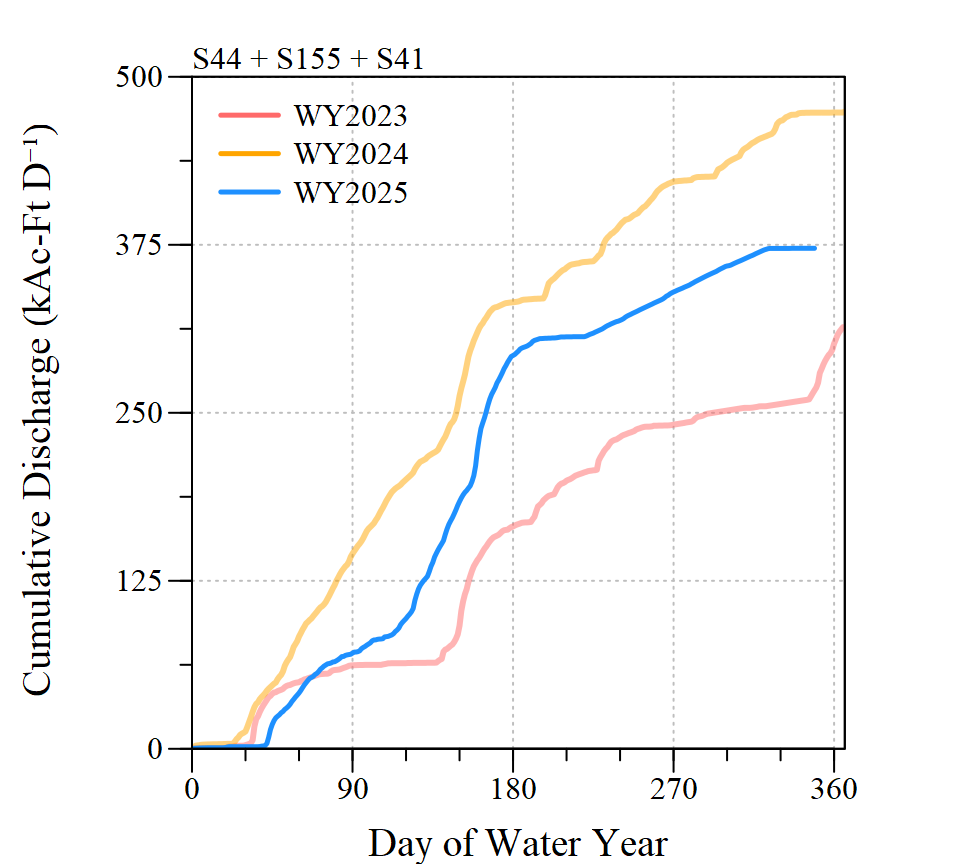 S44 + S155 + S41
WY2023
WY2024
WY2025
500
375
250
125
0
0 90 180 270 360
Cumulative Discharge (kAc-Ft D⁻¹)
Day of Water Year